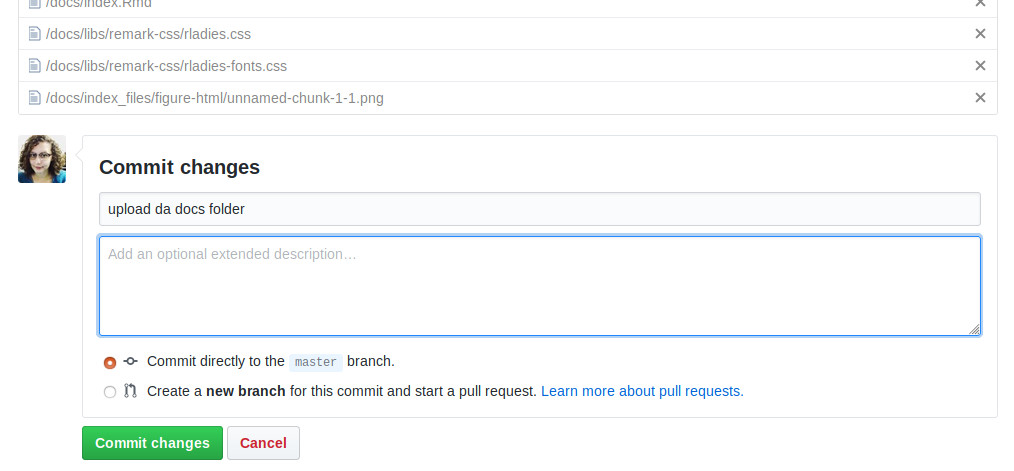 /docs/index.Rmd
/docs/libs/remark-css/rladies.css
/docs/libs/remark-css/rladies-fonts.css
/docs/index_files/figure-html/unnamed-chunk-1-1.png
Commit changes
upload da docs folder
Add an optional extended description…
Commit directly to the master branch.
Create a new branch for this commit and start a pull request. Learn more about pull requests.
Commit changes Cancel